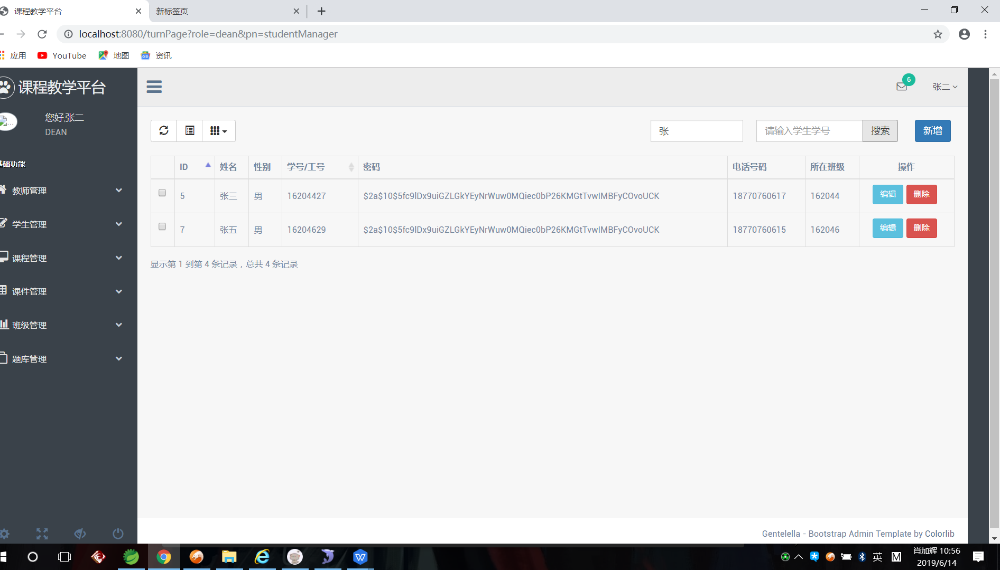 课程教学平台
新标签页
localhost:8080/turnPage?role=dean&pn=studentManager
应用
YouTube
地图
资讯
课程教学平台
6
张二
您好,张二
DEAN
张
请输入学生学号
搜索
新增
基础功能
教师管理
学生管理
课程管理
课件管理
班级管理
题库管理
ID 姓名 性别 学号/工号 密码 电话号码 所在班级 操作
5 张三 男 16204427 $2a$10$5fc9lDx9uiGZLGkYEyNrWuw0MQiec0bP26KMGtTvwIMBFyCOvoUCK 18770760617 162044 编辑 删除
7 张五 男 16204629 $2a$10$5fc9lDx9uiGZLGkYEyNrWuw0MQiec0bP26KMGtTvwIMBFyCOvoUCK 18770760615 162046 编辑 删除
显示第 1 到第 4 条记录，总共 4 条记录
Gentelella - Bootstrap Admin Template by Colorlib
英
M
肖加辉 10:56
2019/6/14